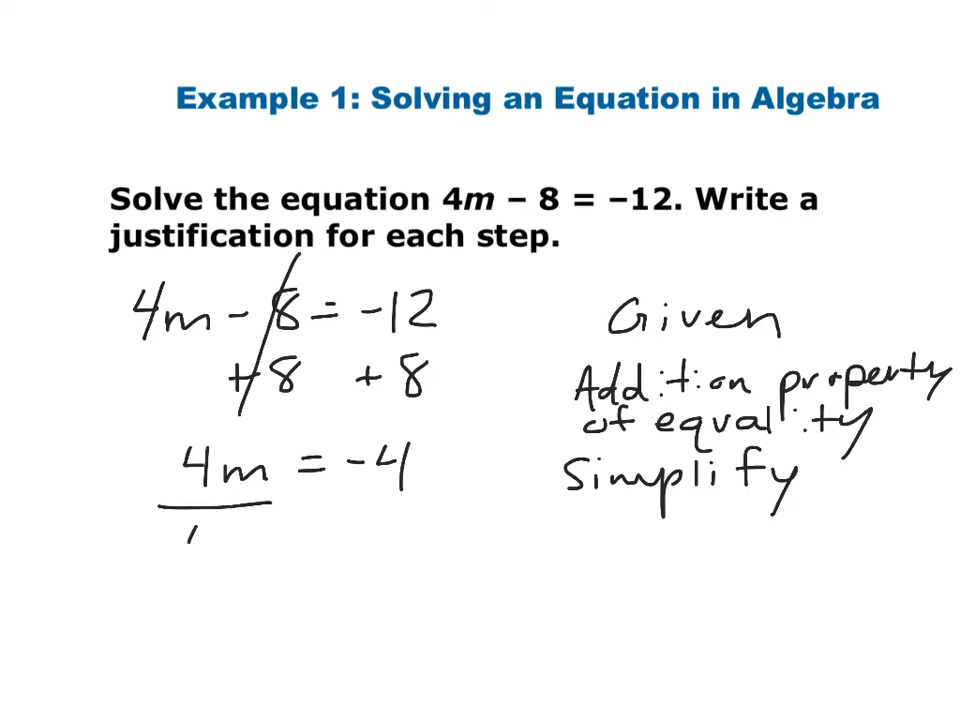 Example 1: Solving an Equation in Algebra
Solve the equation 4m – 8 = –12. Write a
justification for each step.
4m - 8 = -12 Given
+8 +8 Addition property
of equality
4m = -4 Simplify